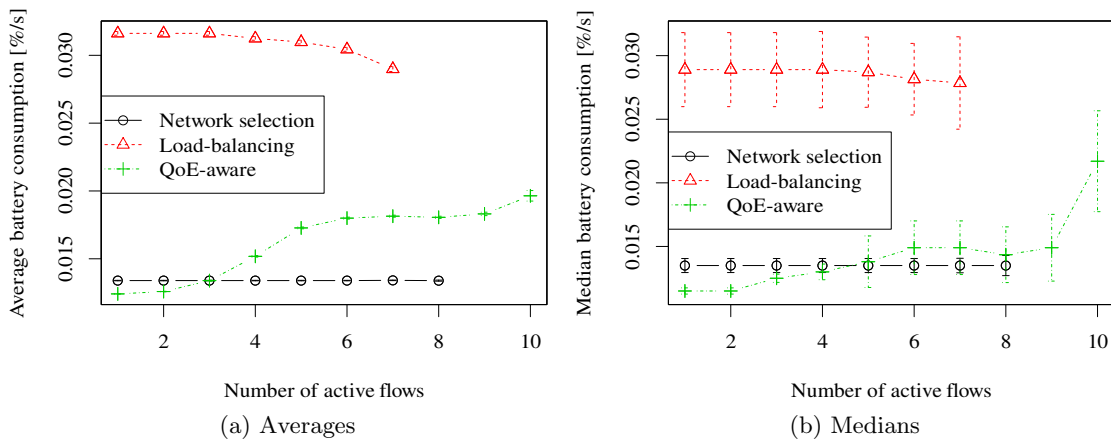 Average battery consumption [%/s]
0.030
0.025
0.020
0.015
Network selection
Load-balancing
QoE-aware
2 4 6 8 10
Number of active flows
(a) Averages
Median battery consumption [%/s]
0.030
0.025
0.020
0.015
Network selection
Load-balancing
QoE-aware
2 4 6 8 10
Number of active flows
(b) Medians